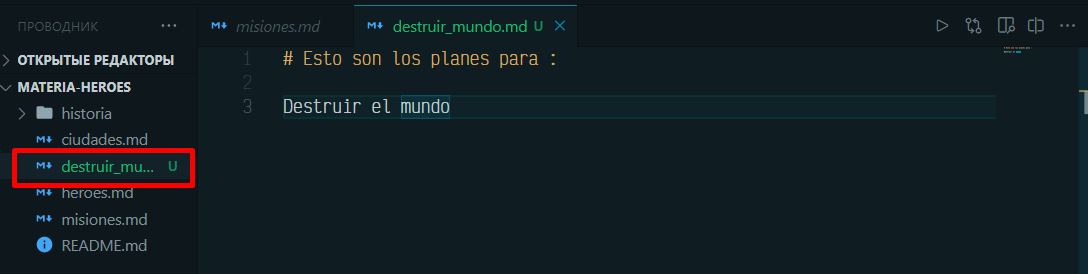 ПРОВОДНИК ...
misiones.md
destruir_mundo.md U
ОТКРЫТЫЕ РЕДАКТОРЫ
MATERIA-HEROES
historia
ciudades.md
destruir_mu... U
heroes.md
misiones.md
README.md
1 # Esto son los planes para :
2
3 Destruir el mundo